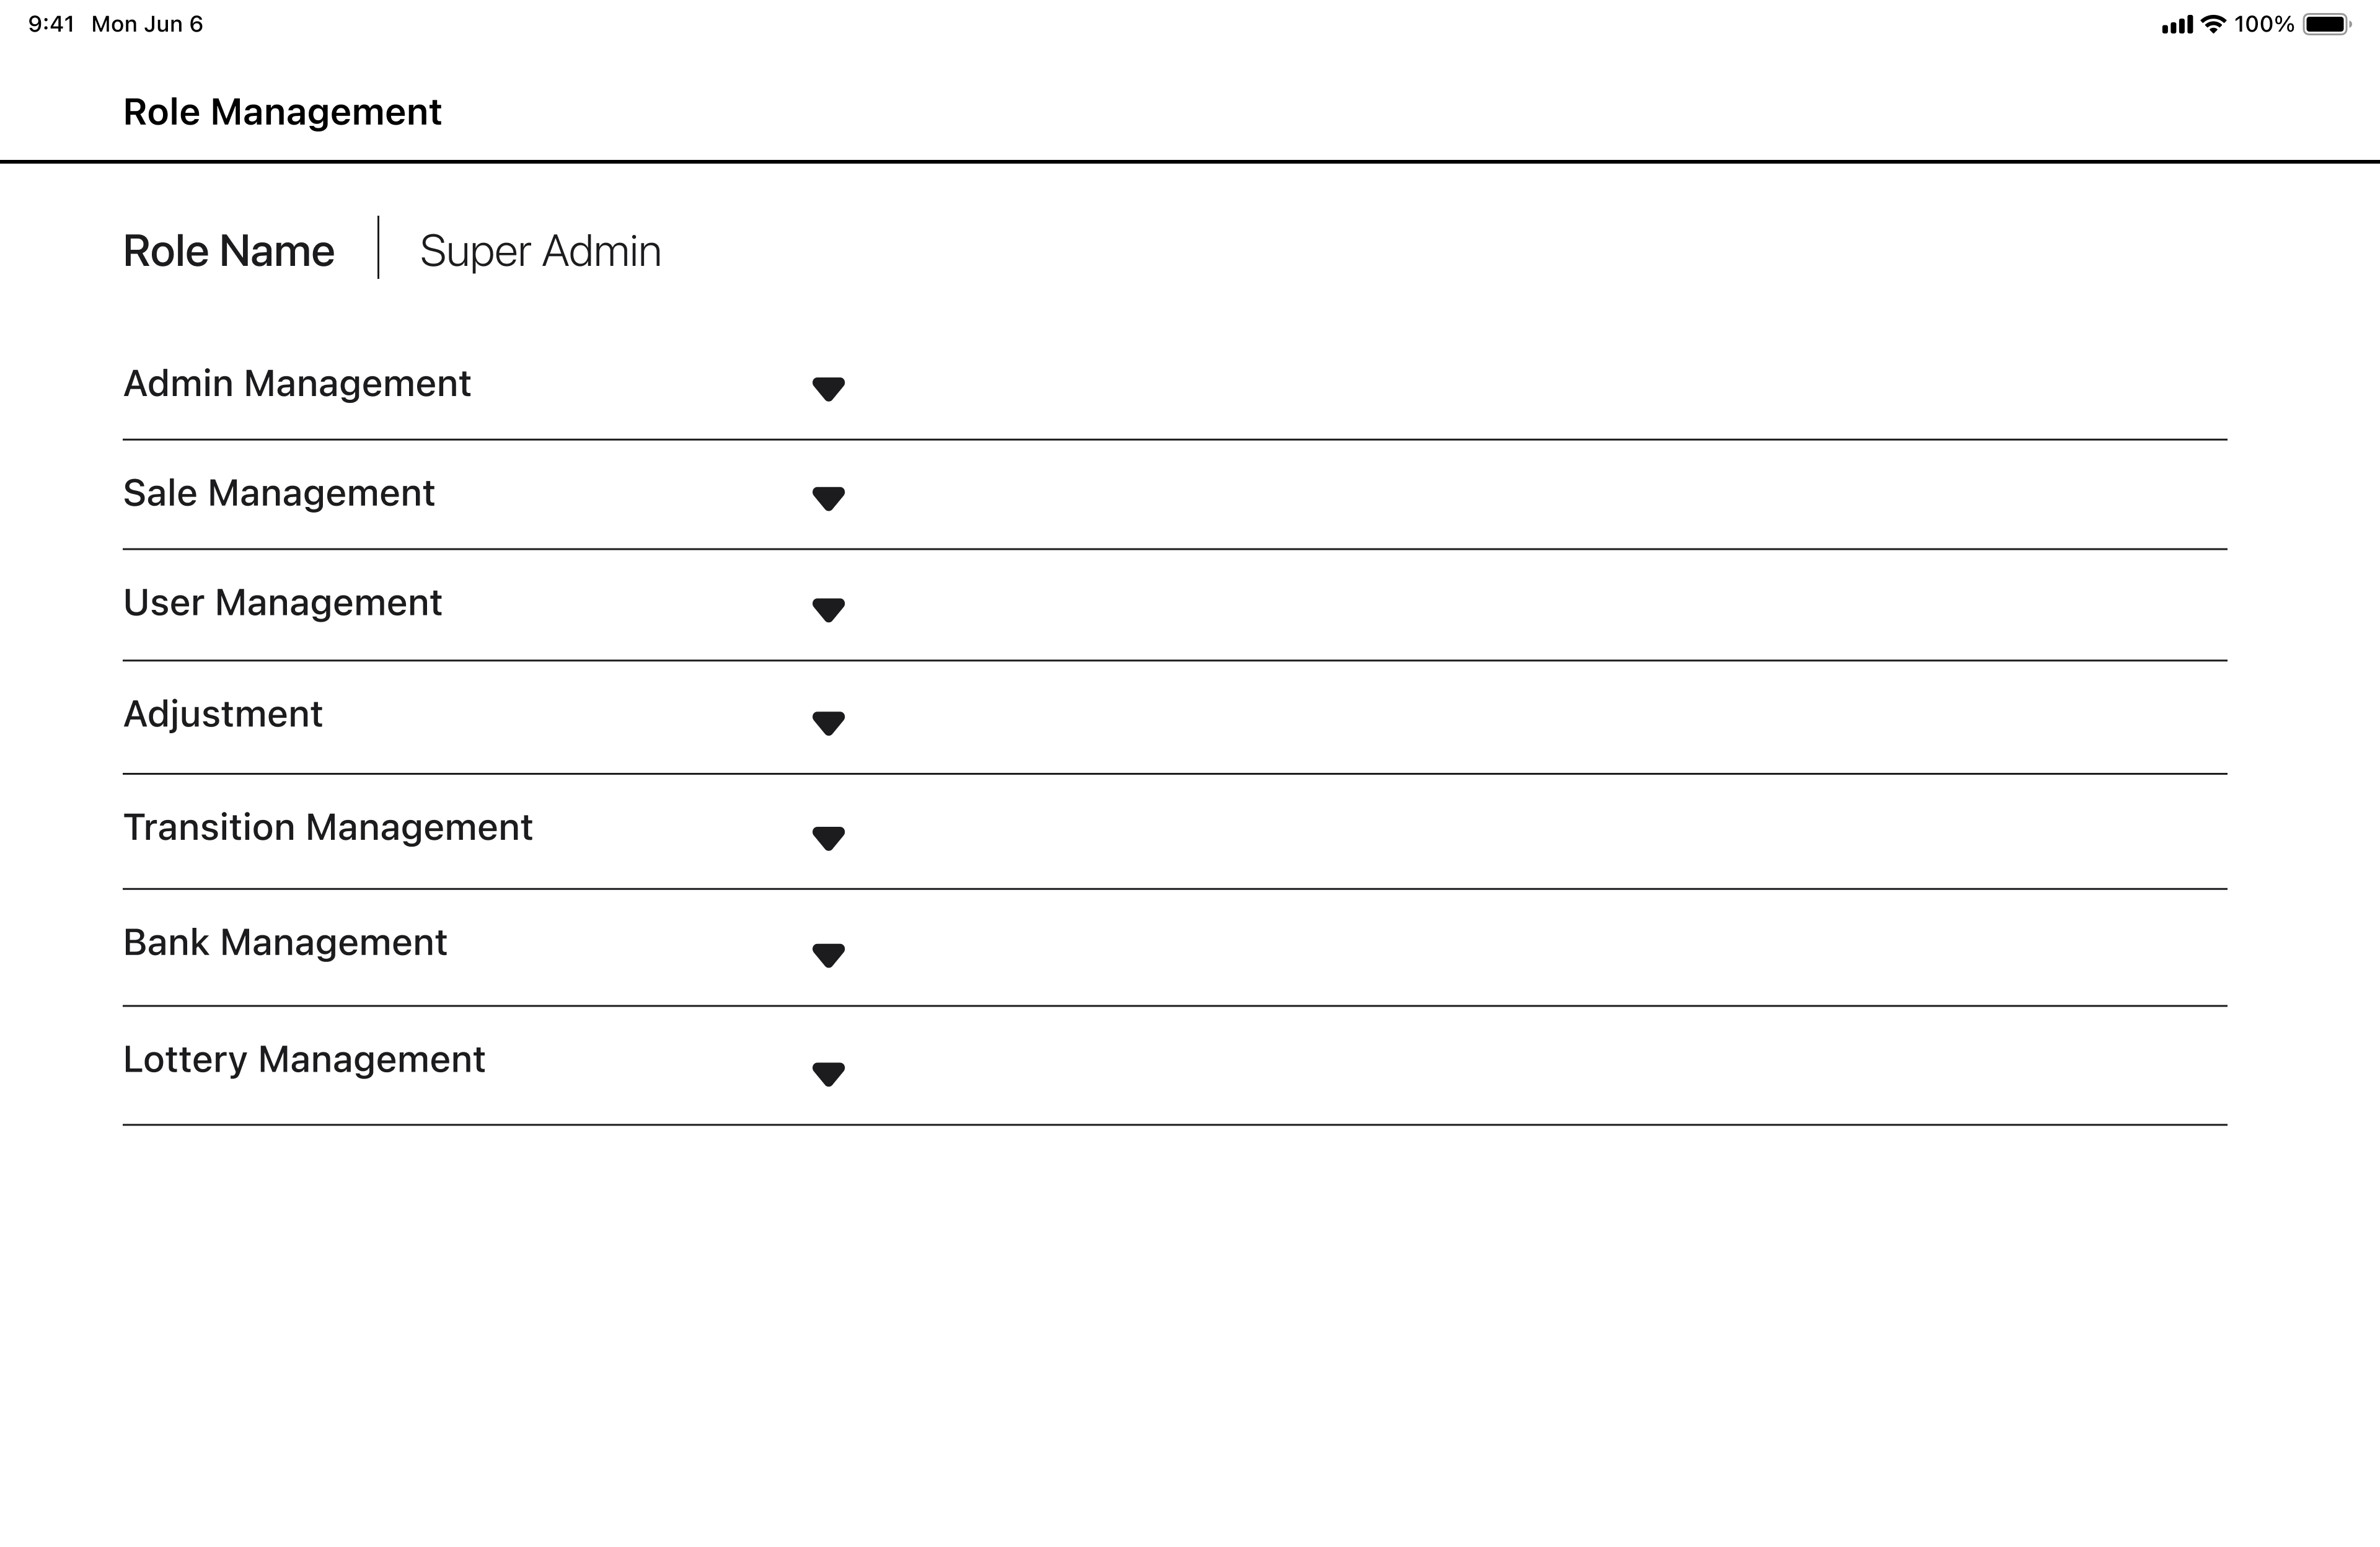 9:41 Mon Jun 6 100%
Role Management
Role Name Super Admin
Admin Management
Sale Management
User Management
Adjustment
Transition Management
Bank Management
Lottery Management